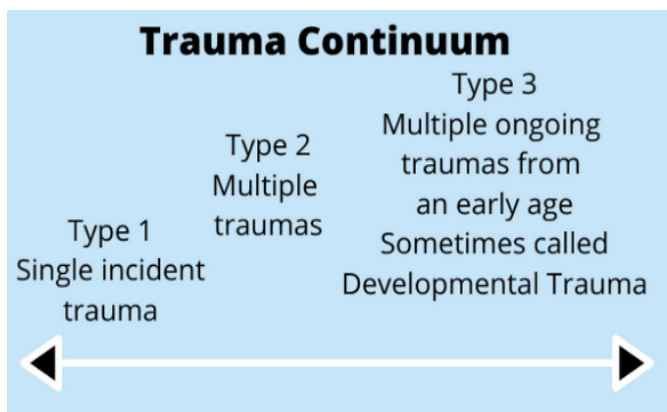 Trauma Continuum
Type 1
Single incident
trauma
Type 2
Multiple
traumas
Type 3
Multiple ongoing
traumas from
an early age
Sometimes called
Developmental Trauma